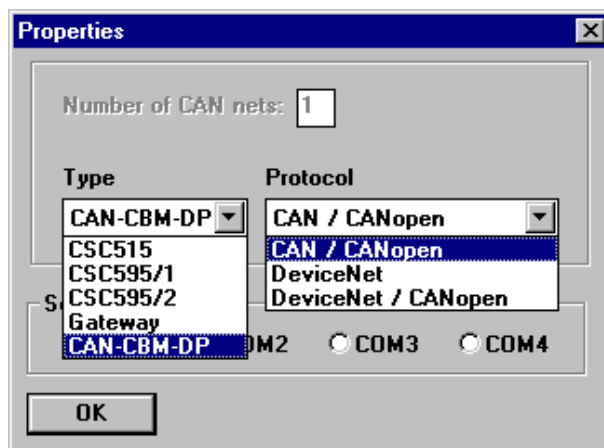 Properties
Number of CAN nets: 1
Type Protocol
CAN-CBM-DP CAN / CANopen
CSC515 CAN / CANopen
CSC595/1 DeviceNet
CSC595/2 DeviceNet / CANopen
Gateway
CAN-CBM-DP COM3 COM4
OK